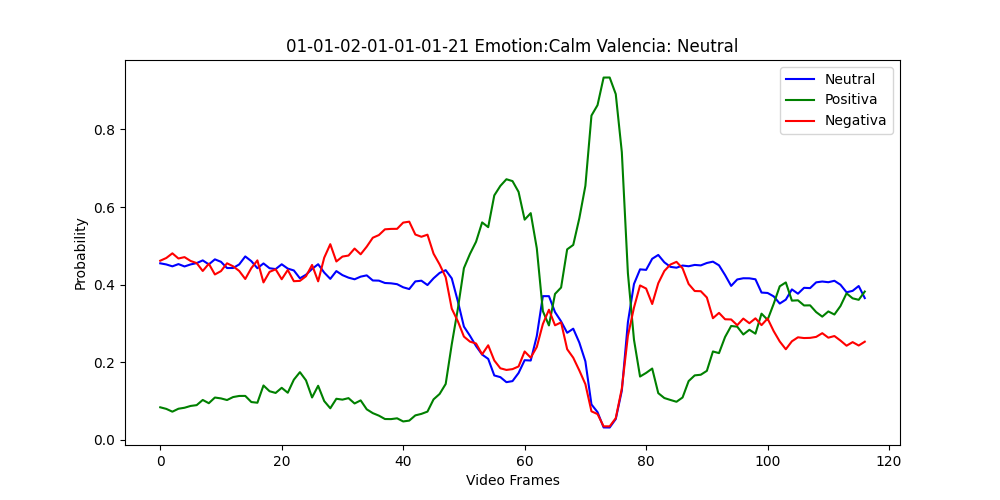 01-01-02-01-01-01-21 Emotion:Calm Valencia: Neutral
Neutral
Positiva
Negativa
Probability
0.8
0.6
0.4
0.2
0.0
0 20 40 60 80 100 120
Video Frames